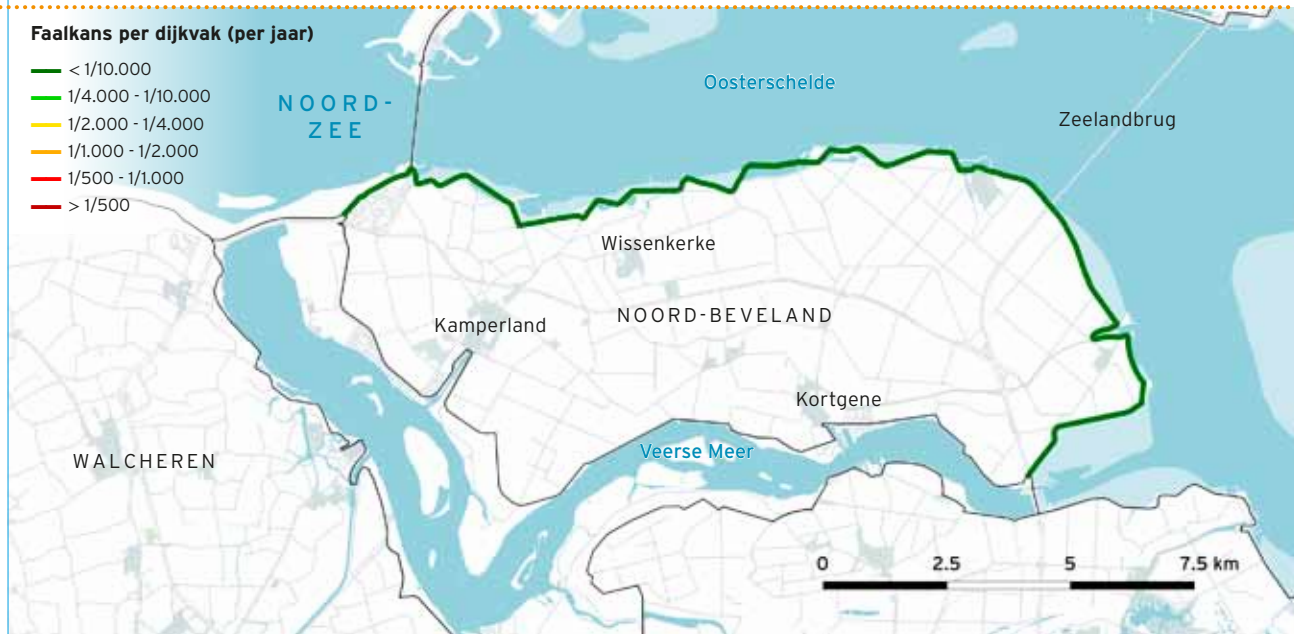 Faalkans per dijkvak (per jaar)
< 1/10.000
1/4.000 - 1/10.000
1/2.000 - 1/4.000
1/1.000 - 1/2.000
1/500 - 1/1.000
> 1/500
NOORD-
ZEE
Oosterschelde
Zeelandbrug
Wissenkerke
NOORD-BEVELAND
Kamperland
Kortgene
Veerse Meer
WALCHEREN
0 2.5 5 7.5 km